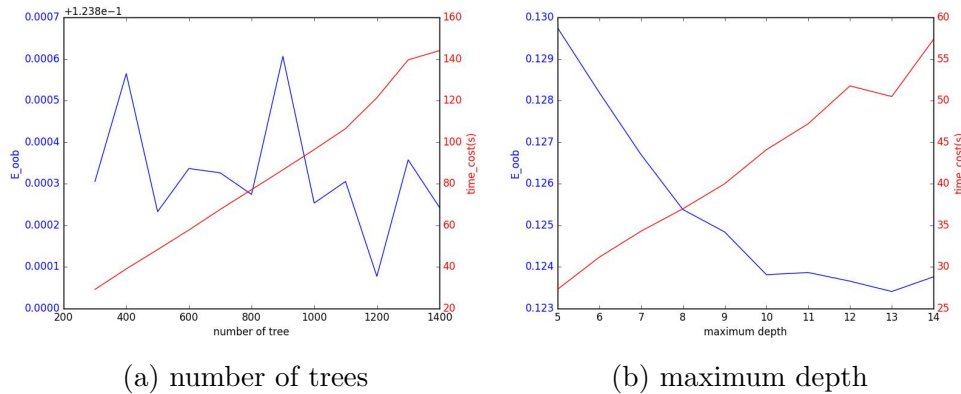 +1.238e-1
0.0007
0.0006
0.0005
0.0004
0.0003
0.0002
0.0001
0.0000
E_oob
160
140
120
100
80
60
40
20
time_cost(s)
200 400 600 800 1000 1200 1400
number of tree
(a) number of trees
0.130
0.129
0.128
0.127
0.126
0.125
0.124
0.123
E_oob
60
55
50
45
40
35
30
25
time_cost(s)
5 6 7 8 9 10 11 12 13 14
maximum depth
(b) maximum depth